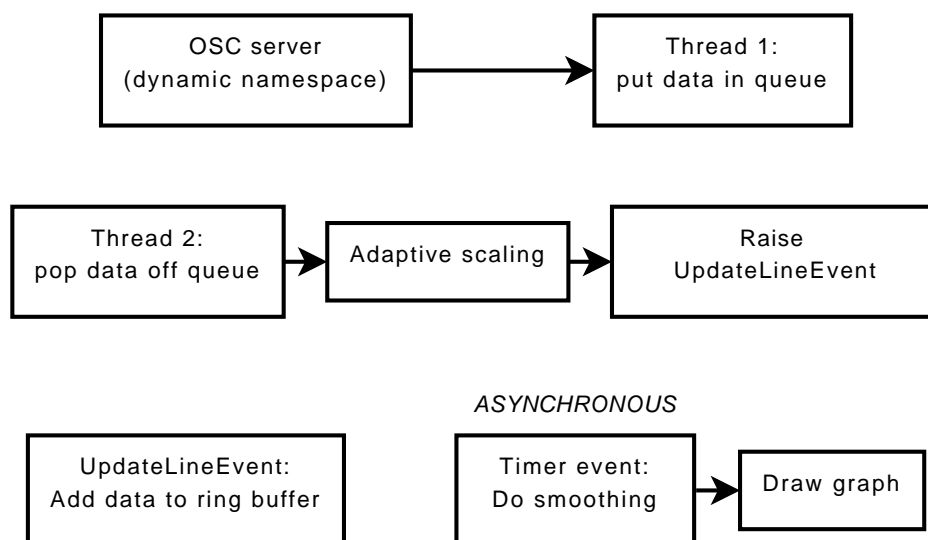 OSC server
(dynamic namespace)
Thread 1:
put data in queue
Thread 2:
pop data off queue
Adaptive scaling
Raise
UpdateLineEvent
ASYNCHRONOUS
UpdateLineEvent:
Add data to ring buffer
Timer event:
Do smoothing
Draw graph